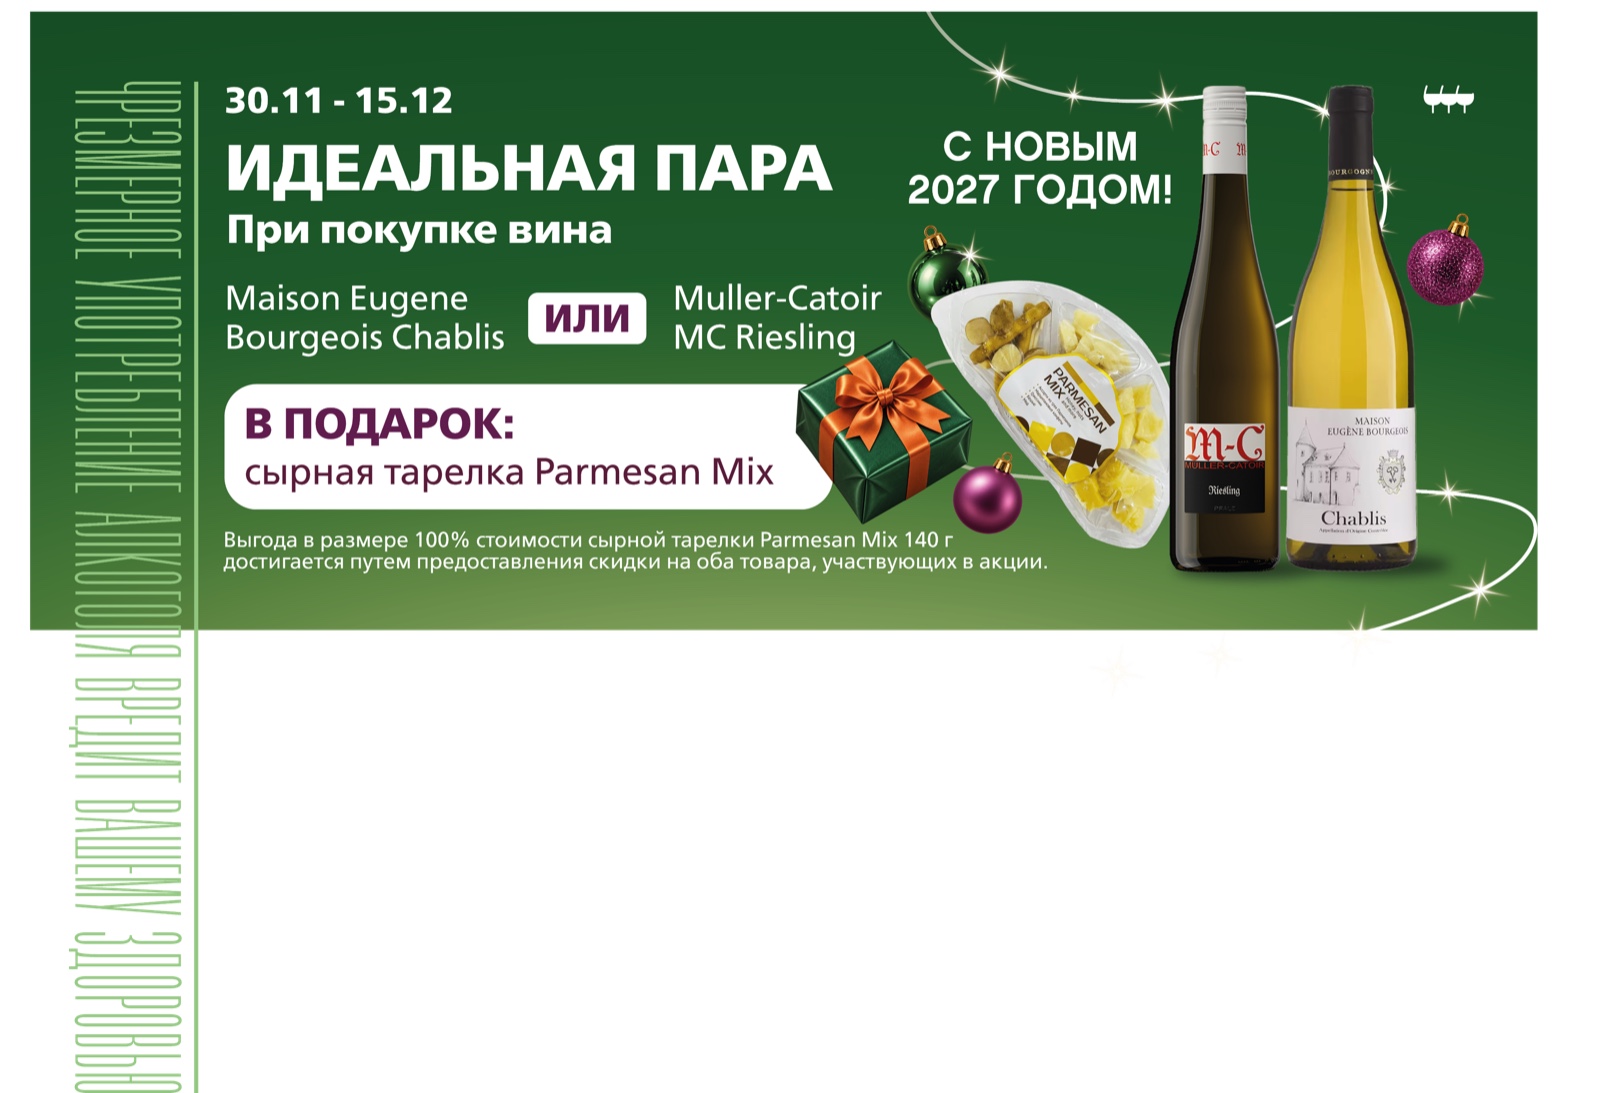 ЧРЕЗМЕРНОЕ УПОТРЕБЛЕНИЕ АЛКОГОЛЯ ВРЕДИТ ВАШЕМУ ЗДОРОВЬЮ
30.11 - 15.12
ИДЕАЛЬНАЯ ПАРА
При покупке вина
Maison Eugene
Bourgeois Chablis
ИЛИ
Muller-Catoir
MC Riesling
В ПОДАРОК:
сырная тарелка Parmesan Mix
Выгода в размере 100% стоимости сырной тарелки Parmesan Mix 140 г
достигается путем предоставления скидки на оба товара, участвующих в акции.
С НОВЫМ
2027 ГОДОМ!
PARMESAN
MIX
M-C
MÜLLER-CATOIR
Riesling
PFALZ
BOURGOGNE
MAISON
EUGÈNE BOURGEOIS
Chablis